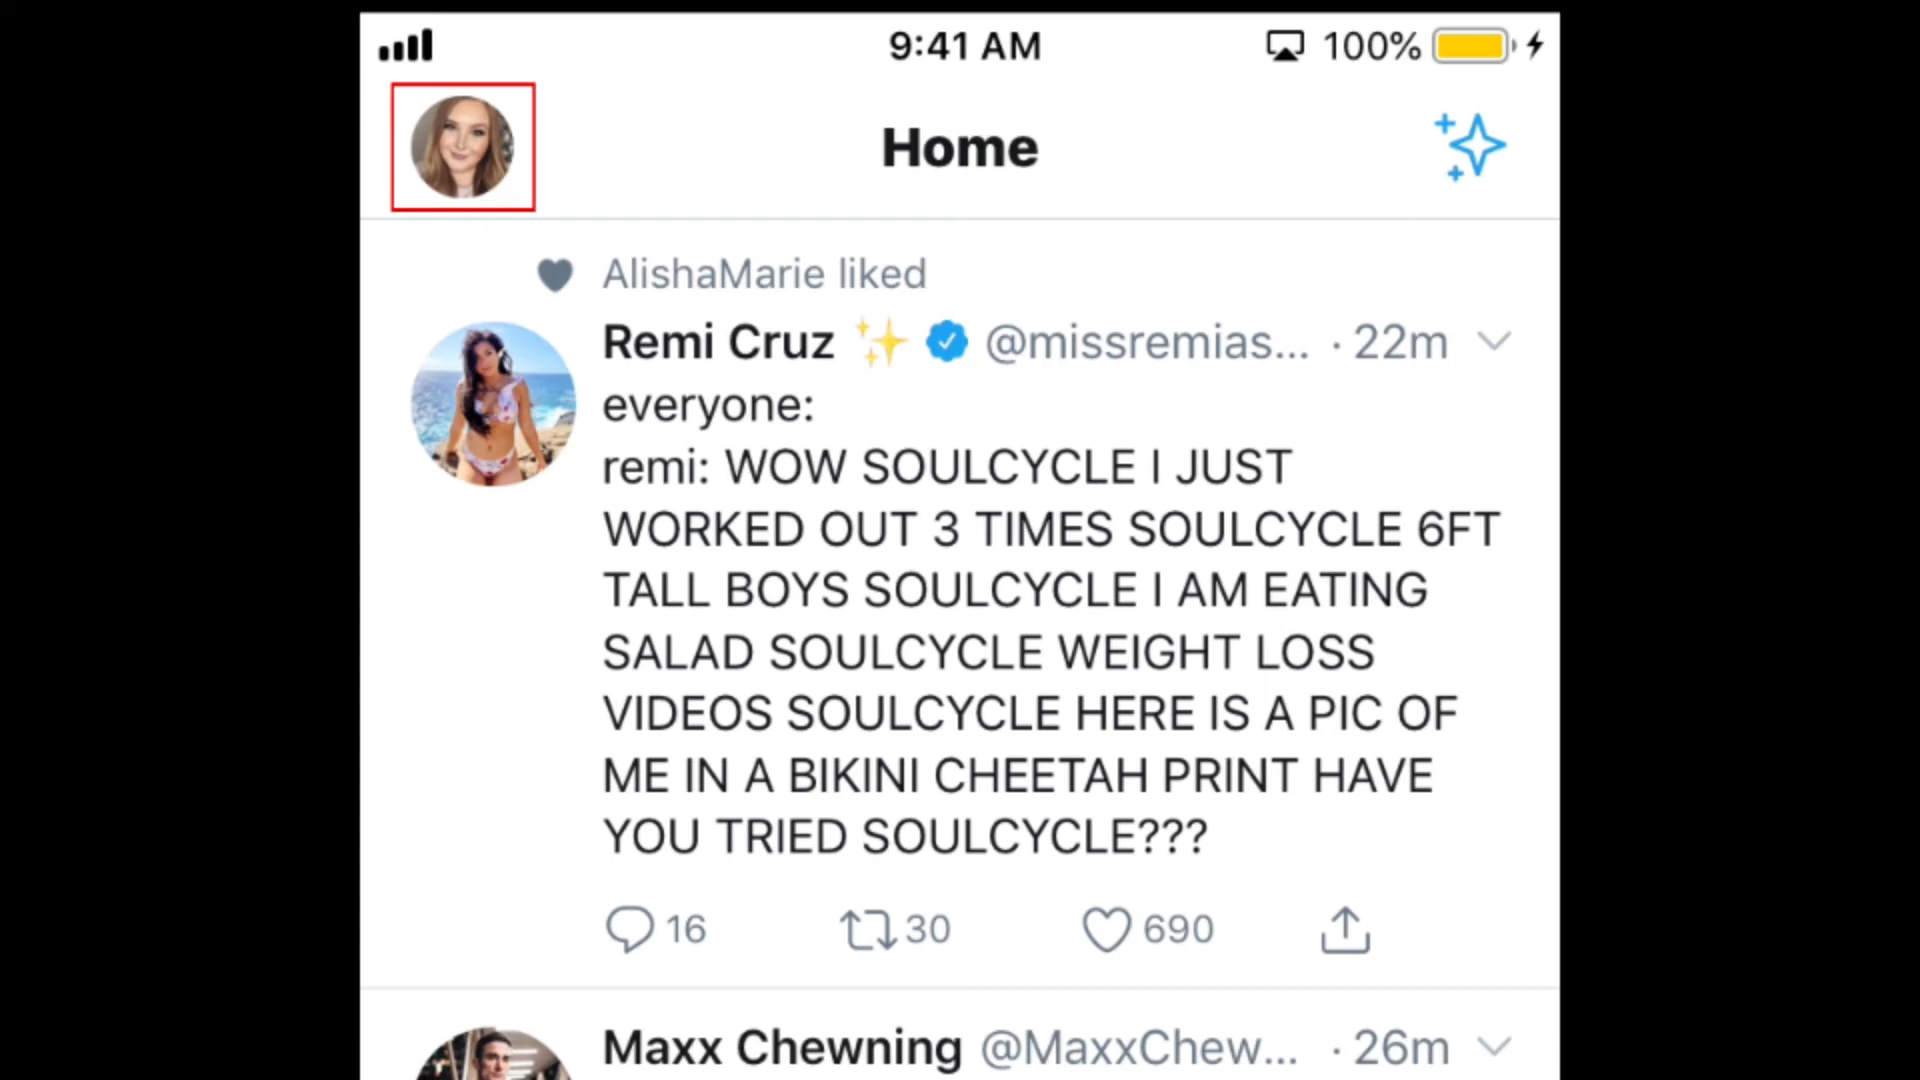 9:41 AM
100%
Home
AlishaMarie liked
Remi Cruz ✨ @missremias... · 22m
everyone:
remi: WOW SOULCYCLE I JUST
WORKED OUT 3 TIMES SOULCYCLE 6FT
TALL BOYS SOULCYCLE I AM EATING
SALAD SOULCYCLE WEIGHT LOSS
VIDEOS SOULCYCLE HERE IS A PIC OF
ME IN A BIKINI CHEETAH PRINT HAVE
YOU TRIED SOULCYCLE???
16 30 690
Maxx Chewning @MaxxChew... · 26m